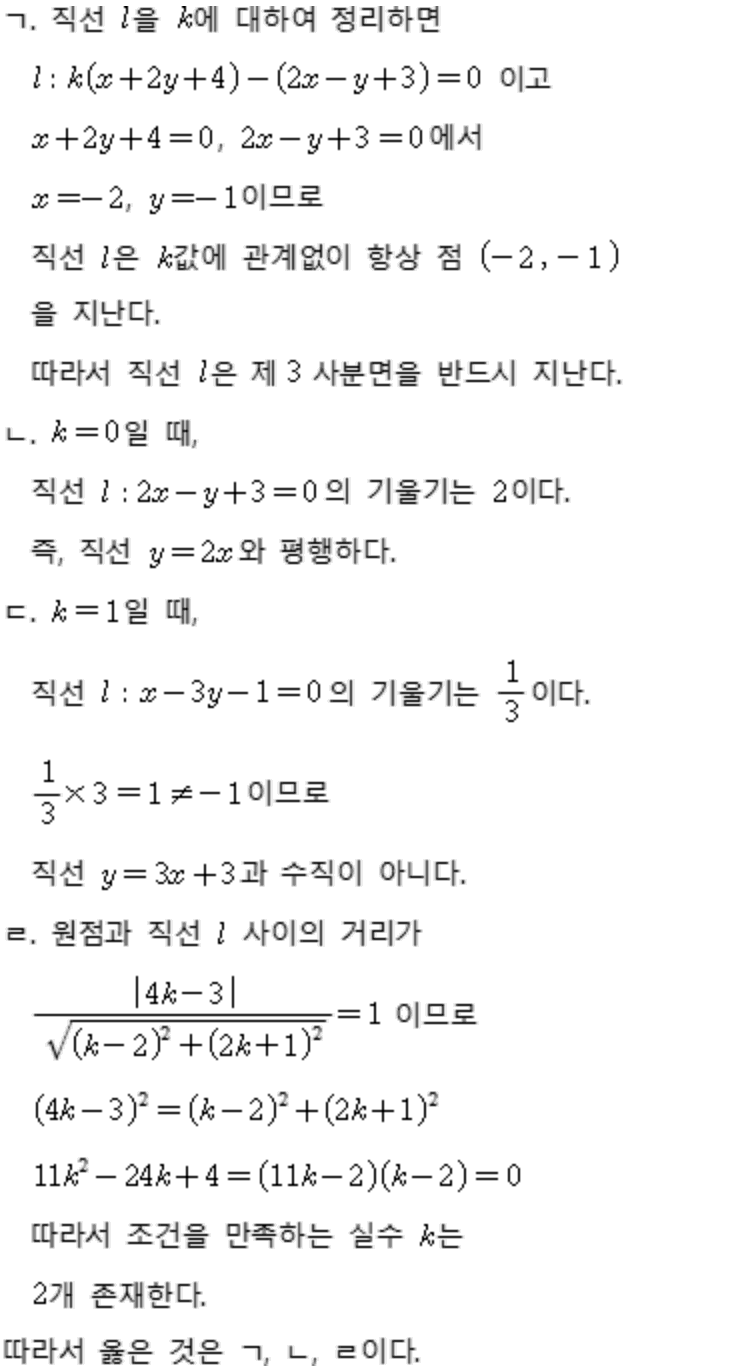 ㄱ. 직선 l을 k에 대하여 정리하면
l : k(x+2y+4)-(2x-y+3)=0 이고
x+2y+4=0, 2x-y+3=0에서
x=-2, y=-1이므로
직선 l은 k값에 관계없이 항상 점 (-2, -1)
을 지난다.
따라서 직선 l은 제 3 사분면을 반드시 지난다.
ㄴ. k=0일 때,
직선 l : 2x-y+3=0의 기울기는 2이다.
즉, 직선 y=2x와 평행하다.
ㄷ. k=1일 때,
직선 l : x-3y-1=0의 기울기는 1/3 이다.
1/3×3=1≠-1이므로
직선 y=3x+3과 수직이 아니다.
ㄹ. 원점과 직선 l 사이의 거리가
|4k-3|/√((k-2)²+(2k+1)²)=1 이므로
(4k-3)²=(k-2)²+(2k+1)²
11k²-24k+4=(11k-2)(k-2)=0
따라서 조건을 만족하는 실수 k는
2개 존재한다.
따라서 옳은 것은 ㄱ, ㄴ, ㄹ이다.